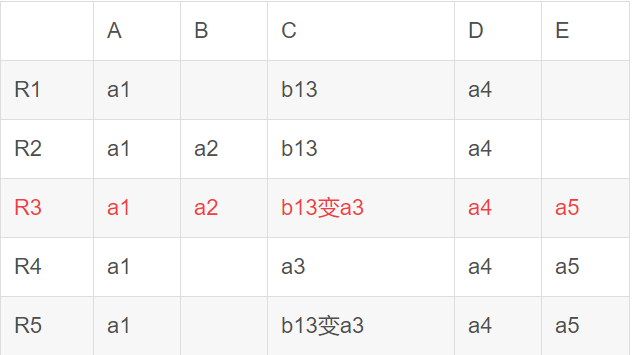 A B C D E
R1 a1 b13 a4
R2 a1 a2 b13 a4
R3 a1 a2 b13变a3 a4 a5
R4 a1 a3 a4 a5
R5 a1 b13变a3 a4 a5